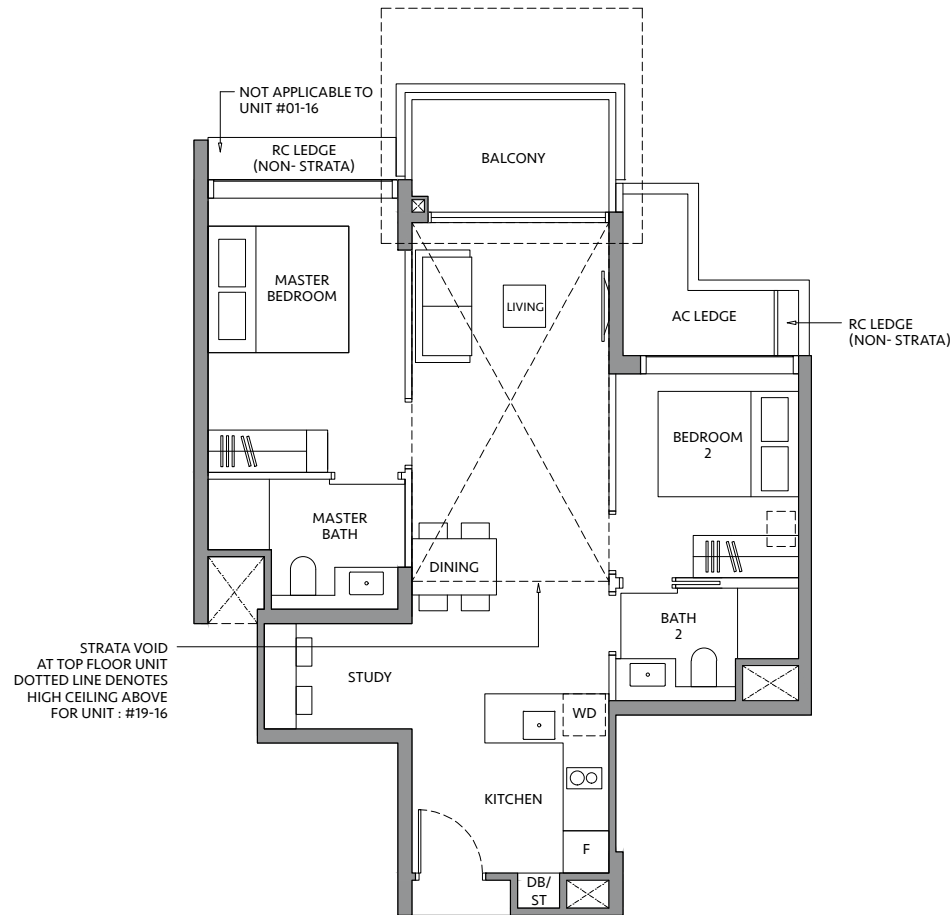 NOT APPLICABLE TO
UNIT #01-16
RC LEDGE
(NON- STRATA)
BALCONY
MASTER
BEDROOM
LIVING
AC LEDGE
RC LEDGE
(NON- STRATA)
BEDROOM
2
MASTER
BATH
DINING
BATH
2
STRATA VOID
AT TOP FLOOR UNIT
DOTTED LINE DENOTES
HIGH CEILING ABOVE
FOR UNIT : #19-16
STUDY
WD
KITCHEN
F
DB/
ST